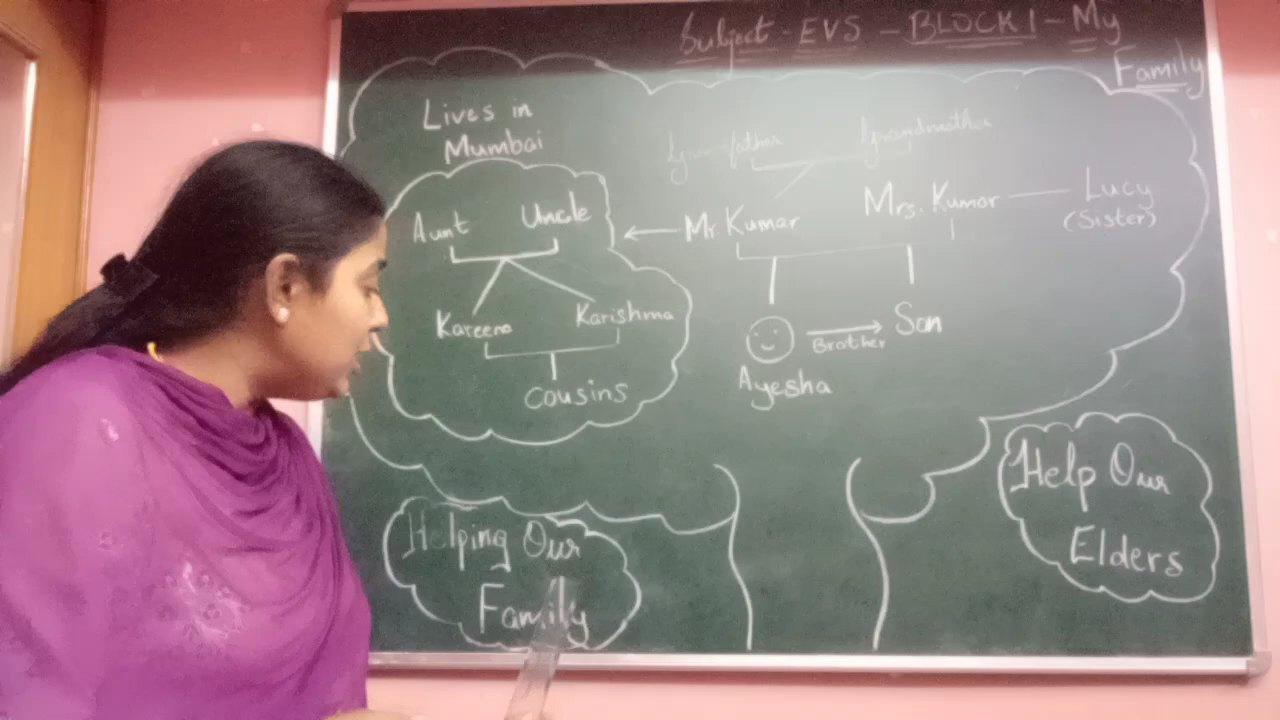 Subject - EVS - BLOCK 1 - My
Family
Lives in
Mumbai
Grandfather Grandmother
Aunt Uncle
Mr. Kumar Mrs. Kumar Lucy
(Sister)
Kareena Karishma
cousins
Brother Son
Ayesha
Help Our
Elders
Helping Our
Family